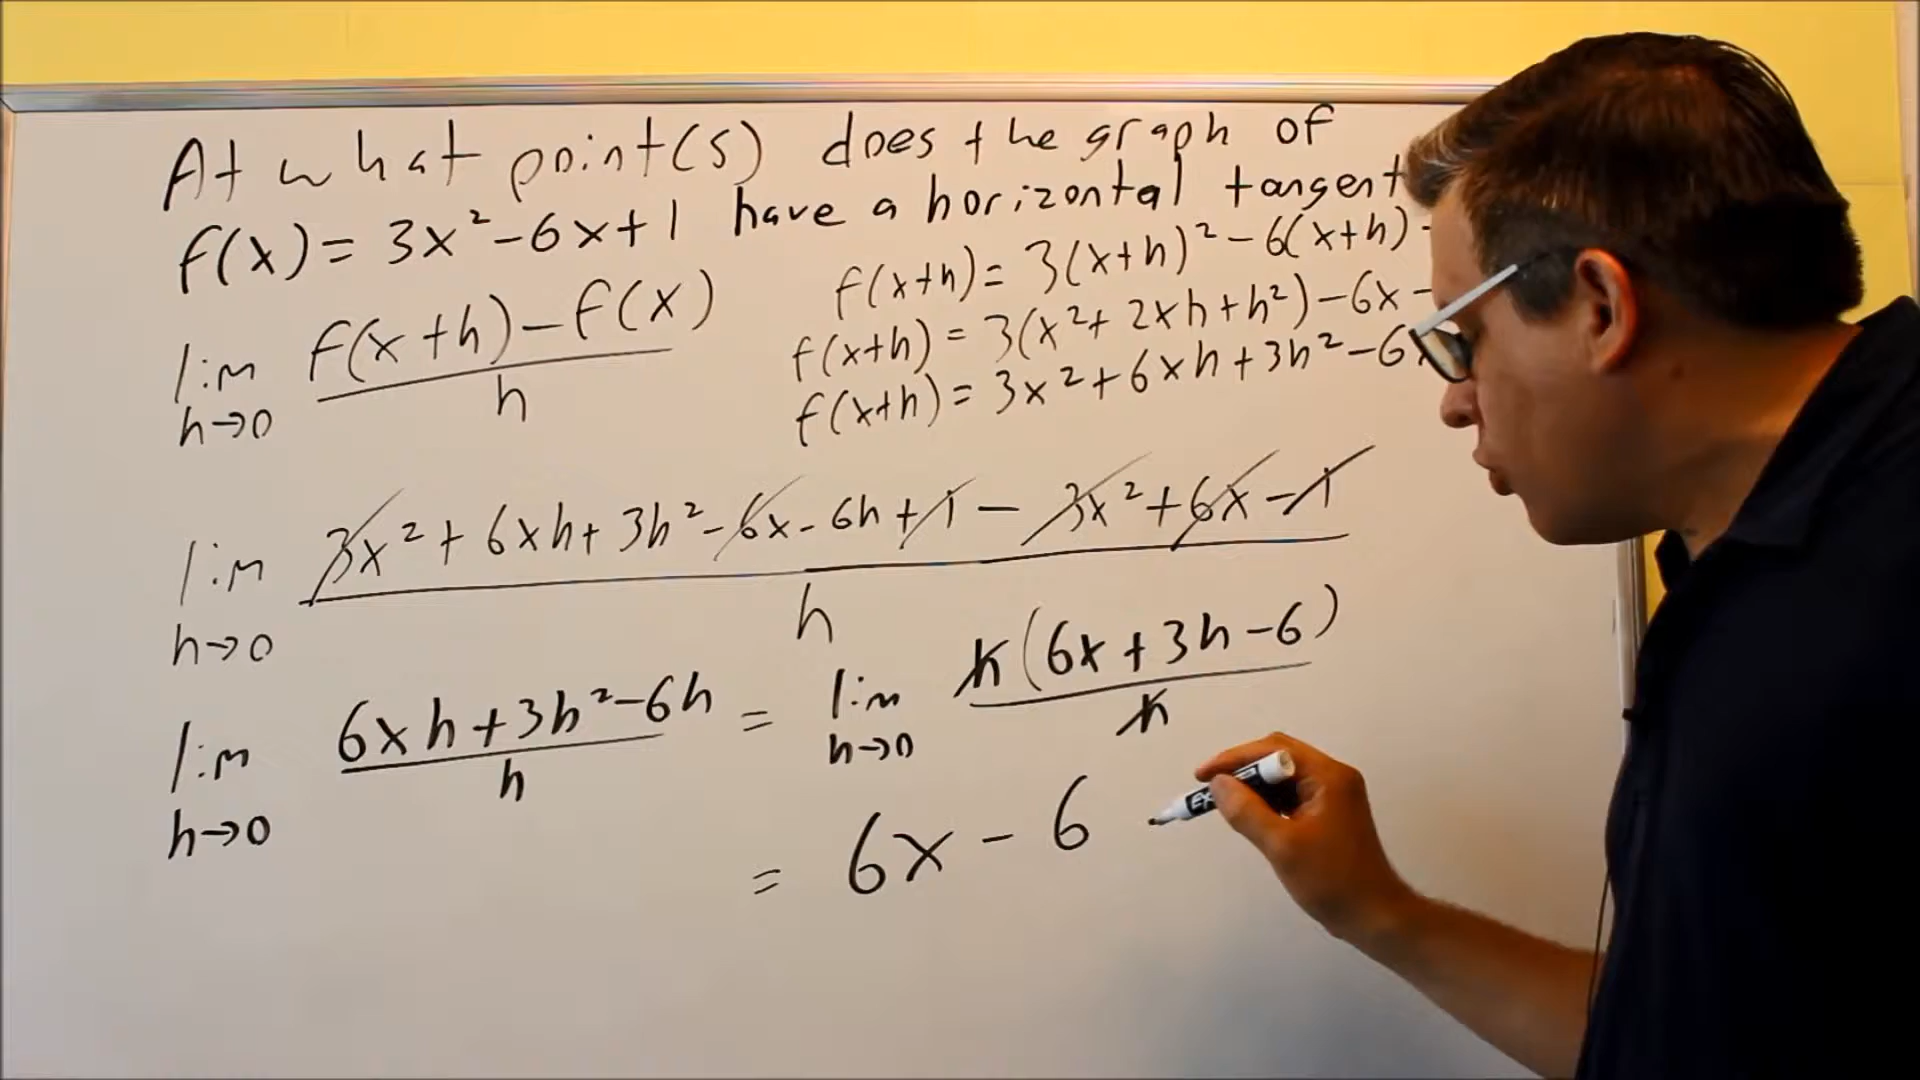 At what point(s) does the graph of
f(x) = 3x² - 6x + 1 have a horizontal tangent
f(x+h) = 3(x+h)² - 6(x+h)
lim h→0 (f(x+h) - f(x))/h
f(x+h) = 3(x² + 2xh + h²) - 6x -
f(x+h) = 3x² + 6xh + 3h² - 6x
lim h→0 (3x² + 6xh + 3h² - 6x - 6h + 1 - 3x² + 6x - 1)/h
lim h→0 (6xh + 3h² - 6h)/h = lim h→0 h(6x + 3h - 6)/h
= 6x - 6
EX